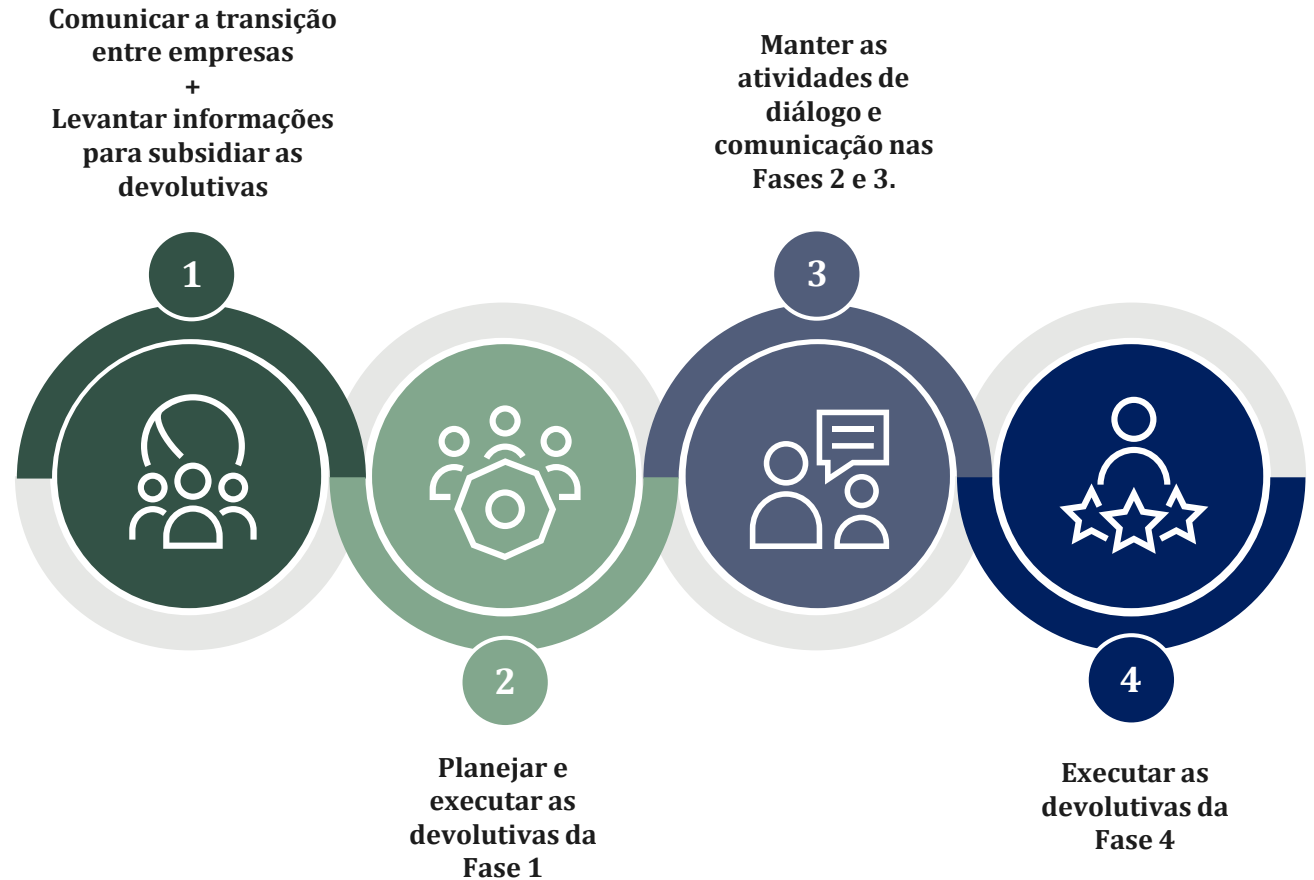 Comunicar a transição
entre empresas
+
Levantar informações
para subsidiar as
devolutivas
1
2
Planejar e
executar as
devolutivas da
Fase 1
Manter as
atividades de
diálogo e
comunicação nas
Fases 2 e 3.
3
4
Executar as
devolutivas da
Fase 4